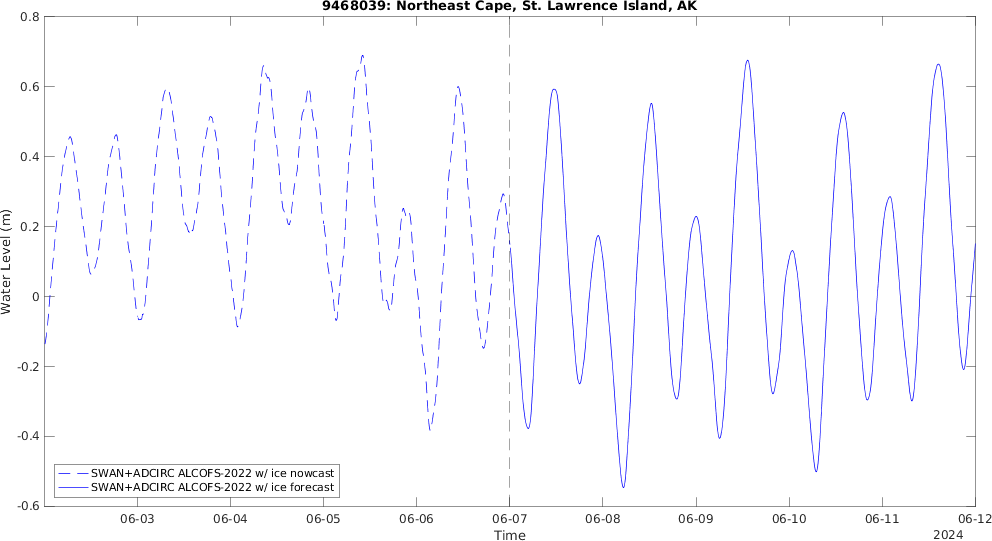 9468039: Northeast Cape, St. Lawrence Island, AK
Water Level (m)
0.8
0.6
0.4
0.2
0
-0.2
-0.4
-0.6
SWAN+ADCIRC ALCOFS-2022 w/ ice nowcast
SWAN+ADCIRC ALCOFS-2022 w/ ice forecast
06-03 06-04 06-05 06-06 06-07 06-08 06-09 06-10 06-11 06-12
Time
2024